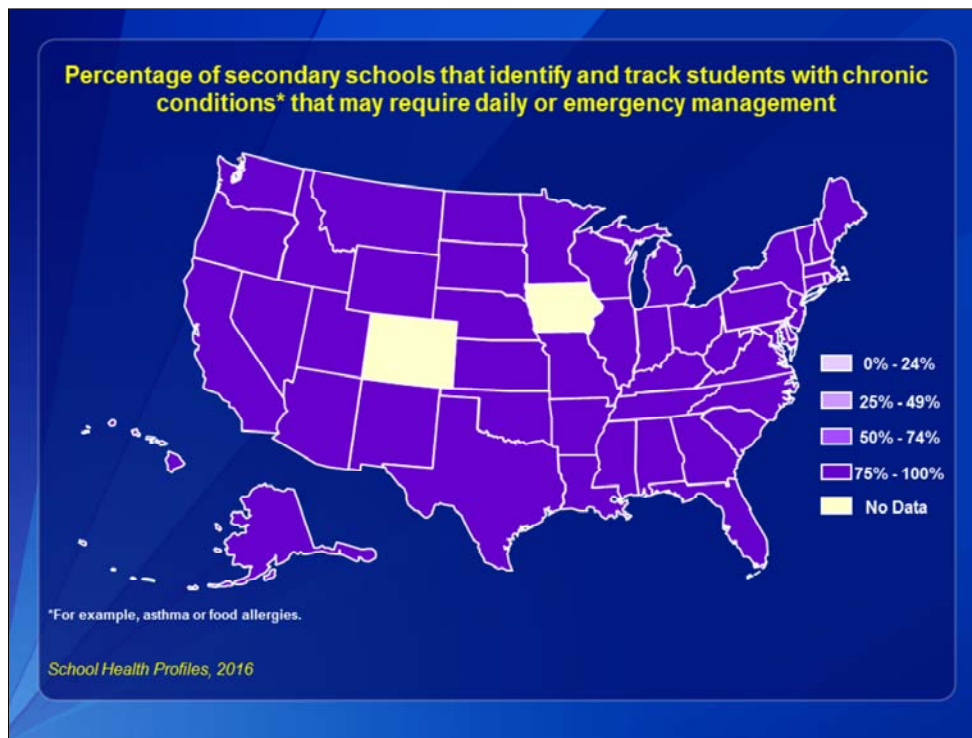 Percentage of secondary schools that identify and track students with chronic
conditions* that may require daily or emergency management
0% - 24%
25% - 49%
50% - 74%
75% - 100%
No Data
*For example, asthma or food allergies.
School Health Profiles, 2016